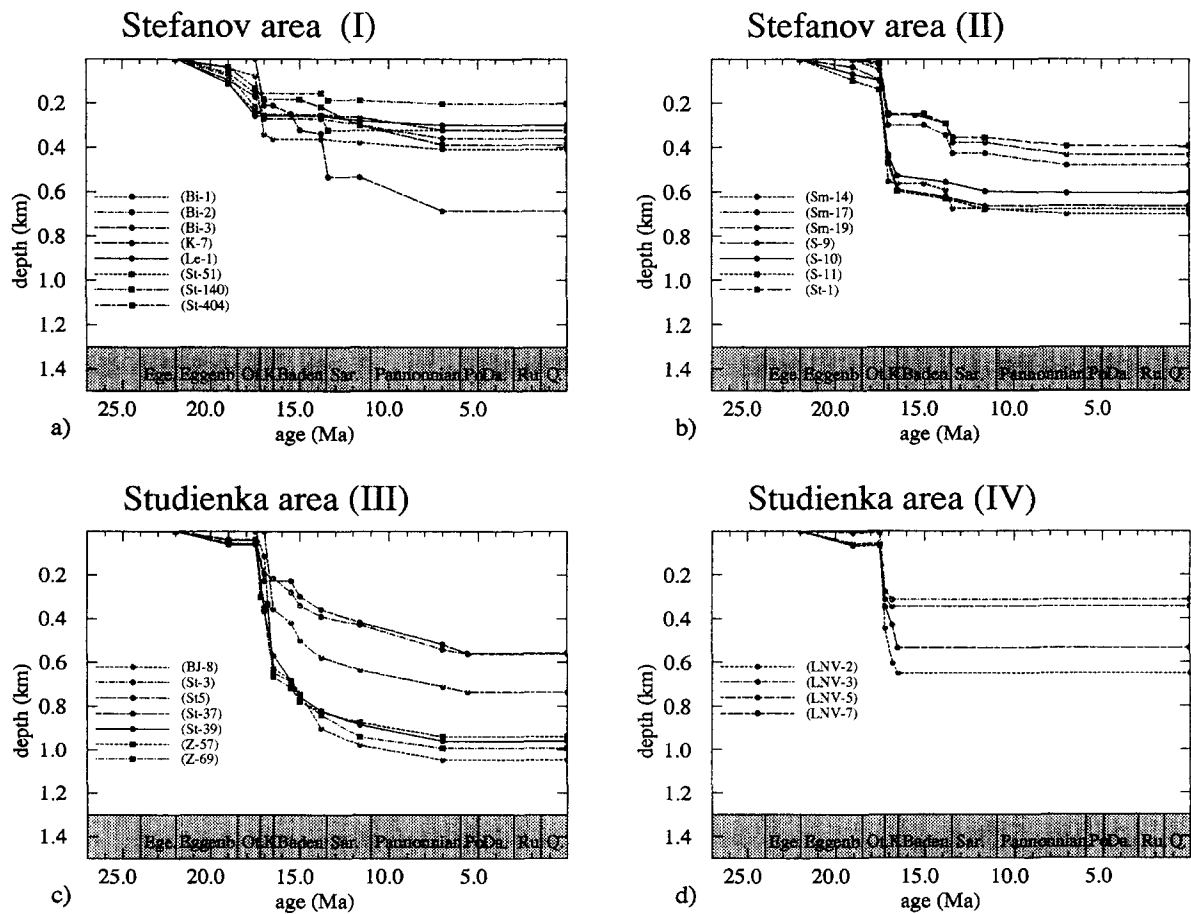 Stefanov area (I)
0.2
0.4
0.6
0.8
1.0
1.2
1.4
depth (km)
(Bi-1)
(Bi-2)
(Bi-3)
(K-7)
(Le-1)
(St-51)
(St-140)
(St-404)
Ege. Eggenb. Ot. K Baden. Sar. Pannonnian Po Da. Ru Q.
25.0 20.0 15.0 10.0 5.0
age (Ma)
a)
Stefanov area (II)
0.2
0.4
0.6
0.8
1.0
1.2
1.4
depth (km)
(Sm-14)
(Sm-17)
(Sm-19)
(S-9)
(S-10)
(S-11)
(St-1)
Ege. Eggenb. Ot. K Baden. Sar. Pannonnian Po Da. Ru Q.
25.0 20.0 15.0 10.0 5.0
age (Ma)
b)
Studienka area (III)
0.2
0.4
0.6
0.8
1.0
1.2
1.4
depth (km)
(BJ-8)
(St-3)
(St5)
(St-37)
(St-39)
(Z-57)
(Z-69)
Ege. Eggenb. Ot. K Baden. Sar. Pannonnian Po Da. Ru Q.
25.0 20.0 15.0 10.0 5.0
age (Ma)
c)
Studienka area (IV)
0.2
0.4
0.6
0.8
1.0
1.2
1.4
depth (km)
(LNV-2)
(LNV-3)
(LNV-5)
(LNV-7)
Ege. Eggenb. Ot. K Baden. Sar. Pannonnian Po Da. Ru Q.
25.0 20.0 15.0 10.0 5.0
age (Ma)
d)